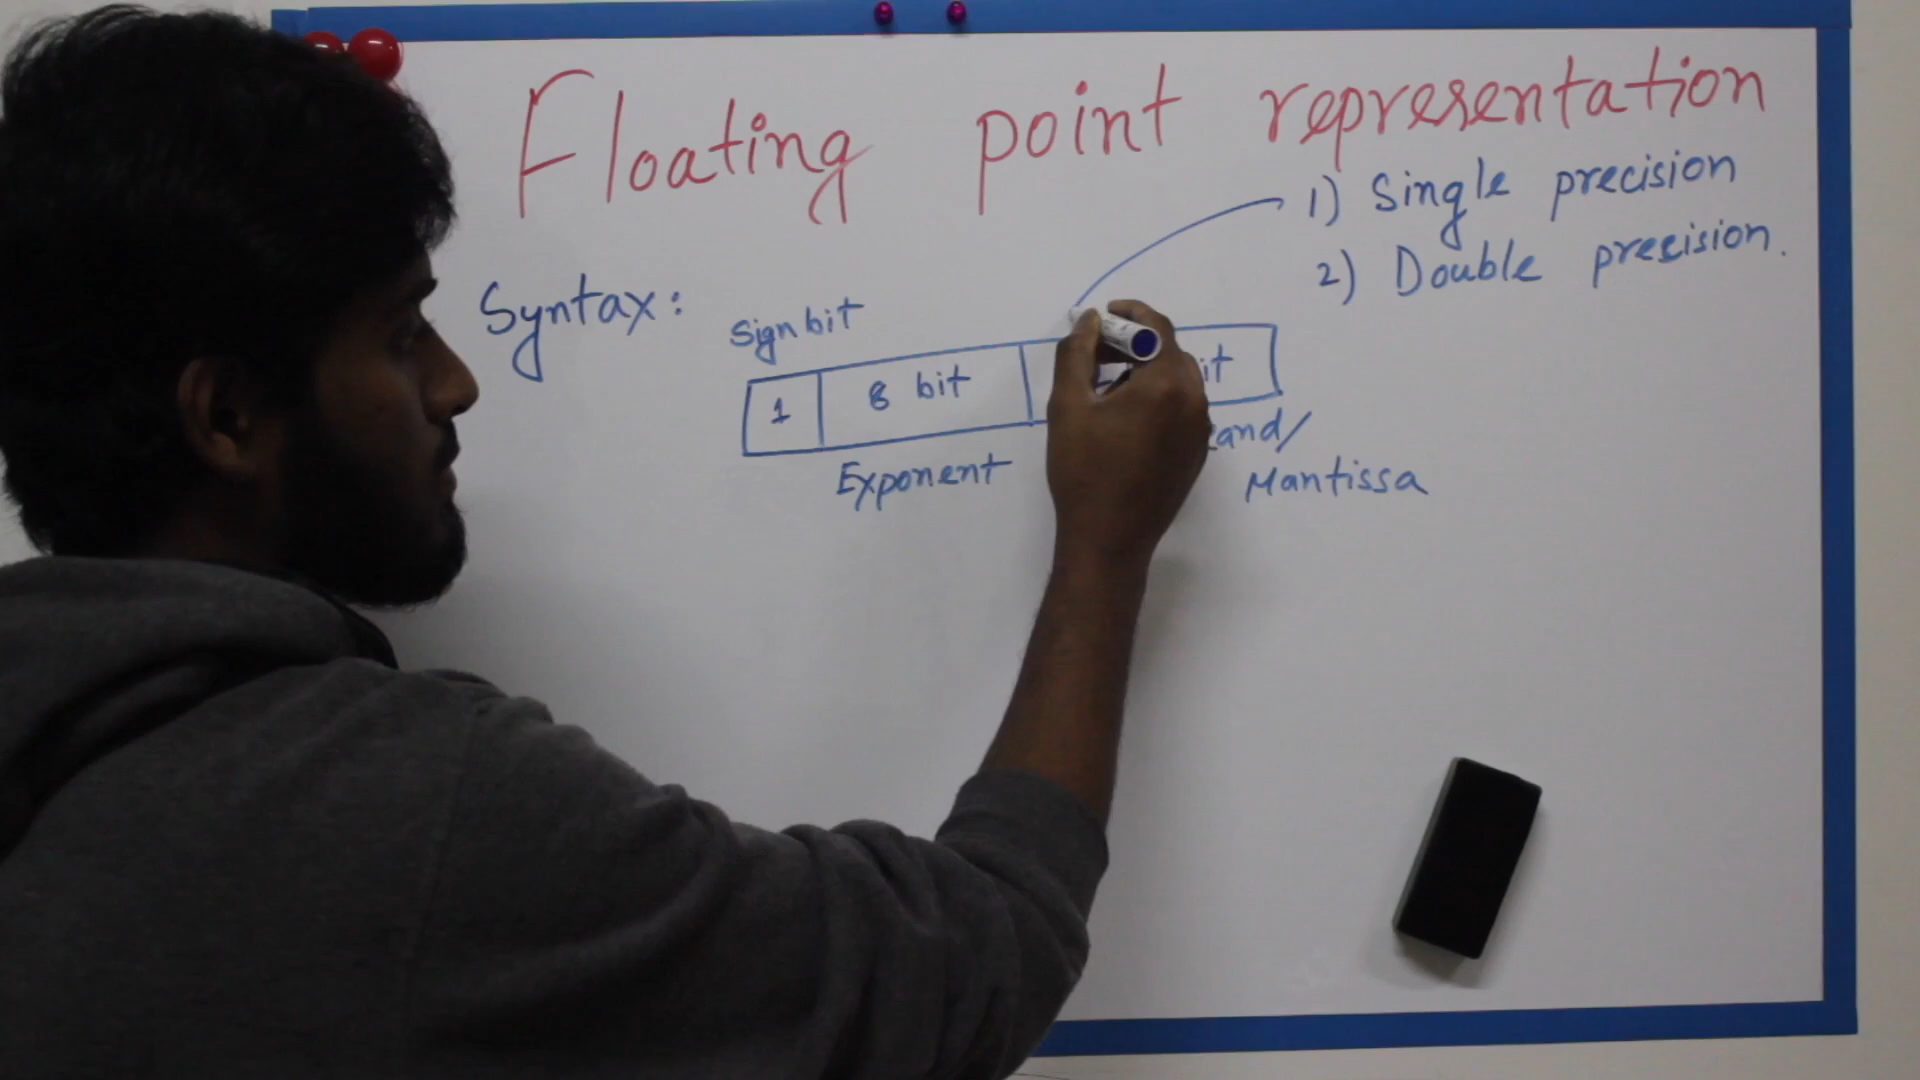 Floating point representation
1) Single precision
2) Double precision.
Syntax:
Sign bit
1 8 bit
Exponent
Mantissa